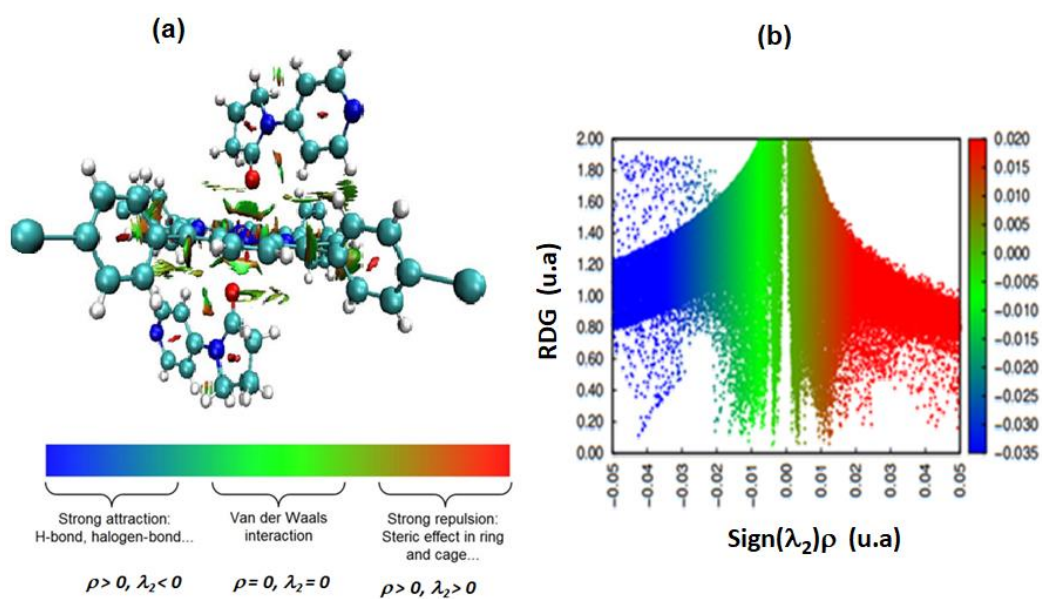 (a)
Strong attraction:
H-bond, halogen-bond...
ρ > 0, λ₂< 0
Van der Waals
interaction
ρ= 0, λ₂= 0
Strong repulsion:
Steric effect in ring
and cage...
ρ > 0, λ₂> 0
(b)
RDG (u.a)
2.00
1.80
1.60
1.40
1.20
1.00
0.80
0.60
0.40
0.20
0.00
−0.05
−0.04
−0.03
−0.02
−0.01
0.00
0.01
0.02
0.03
0.04
0.05
Sign(λ₂)ρ (u.a)
0.020
0.015
0.010
0.005
0.000
−0.005
−0.010
−0.015
−0.020
−0.025
−0.030
−0.035